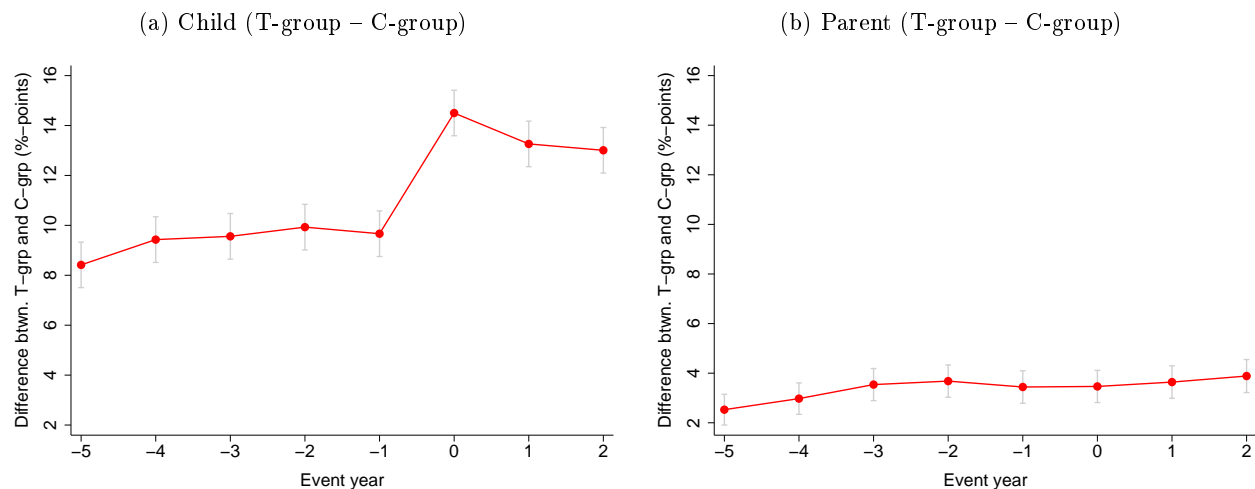 (a) Child (T-group – C-group)
Difference btwn. T−grp and C−grp (%−points)
16
14
12
10
8
6
4
2
−5 −4 −3 −2 −1 0 1 2
Event year
(b) Parent (T-group – C-group)
Difference btwn. T−grp and C−grp (%−points)
16
14
12
10
8
6
4
2
−5 −4 −3 −2 −1 0 1 2
Event year